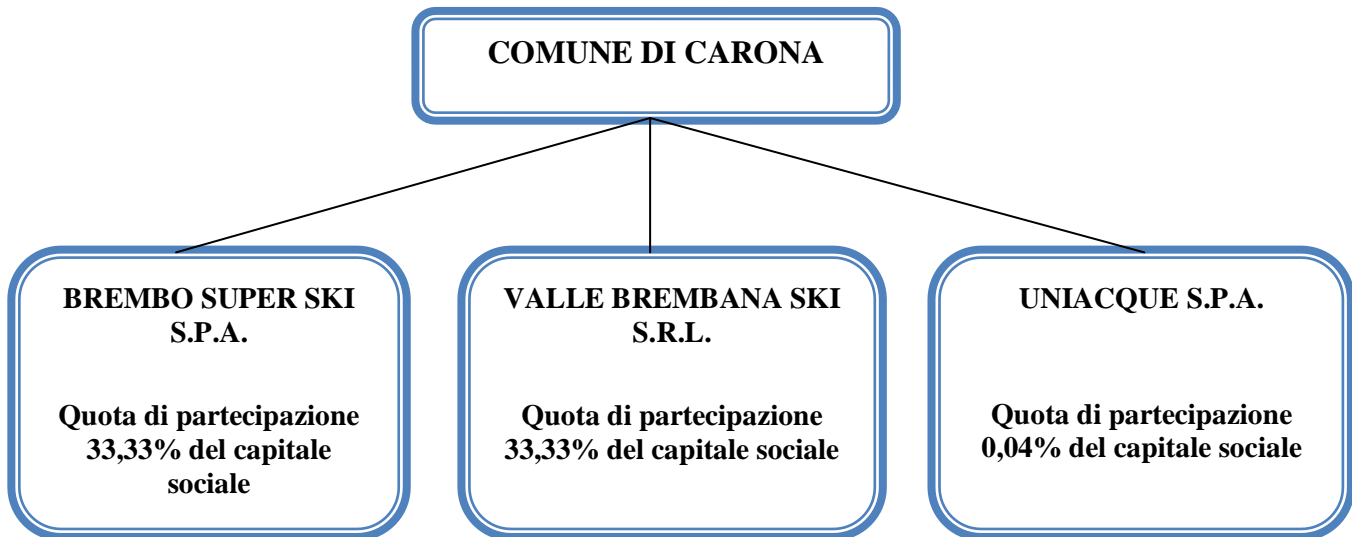 COMUNE DI CARONA
BREMBO SUPER SKI
S.P.A.
Quota di partecipazione
33,33% del capitale
sociale
VALLE BREMBANA SKI
S.R.L.
Quota di partecipazione
33,33% del capitale sociale
UNIACQUE S.P.A.
Quota di partecipazione
0,04% del capitale sociale